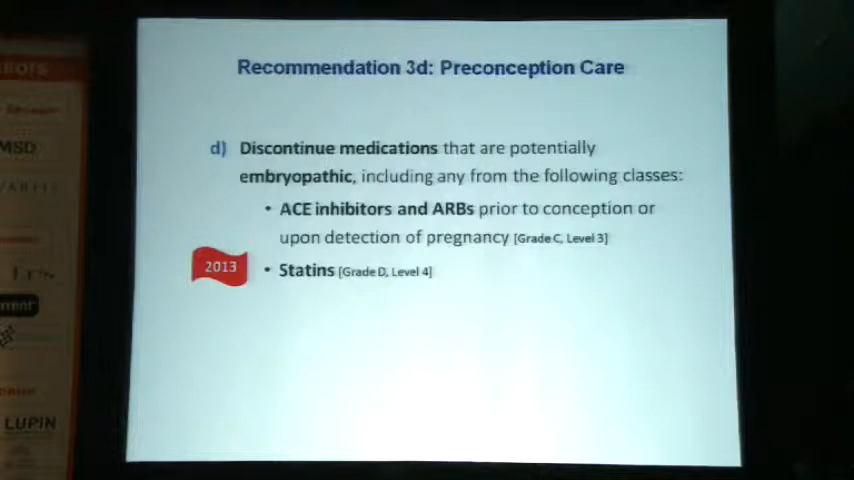 Recommendation 3d: Preconception Care
d) Discontinue medications that are potentially
embryopathic, including any from the following classes:
• ACE inhibitors and ARBs prior to conception or
upon detection of pregnancy [Grade C, Level 3]
2013 • Statins [Grade D, Level 4]
MSD
LUPIN